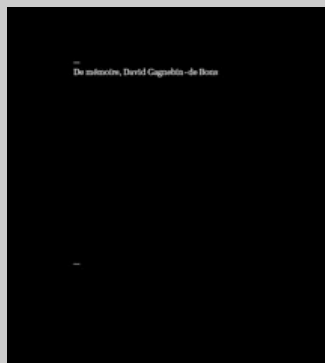 —
De mémoire, David Gagnebin-de Bons
—